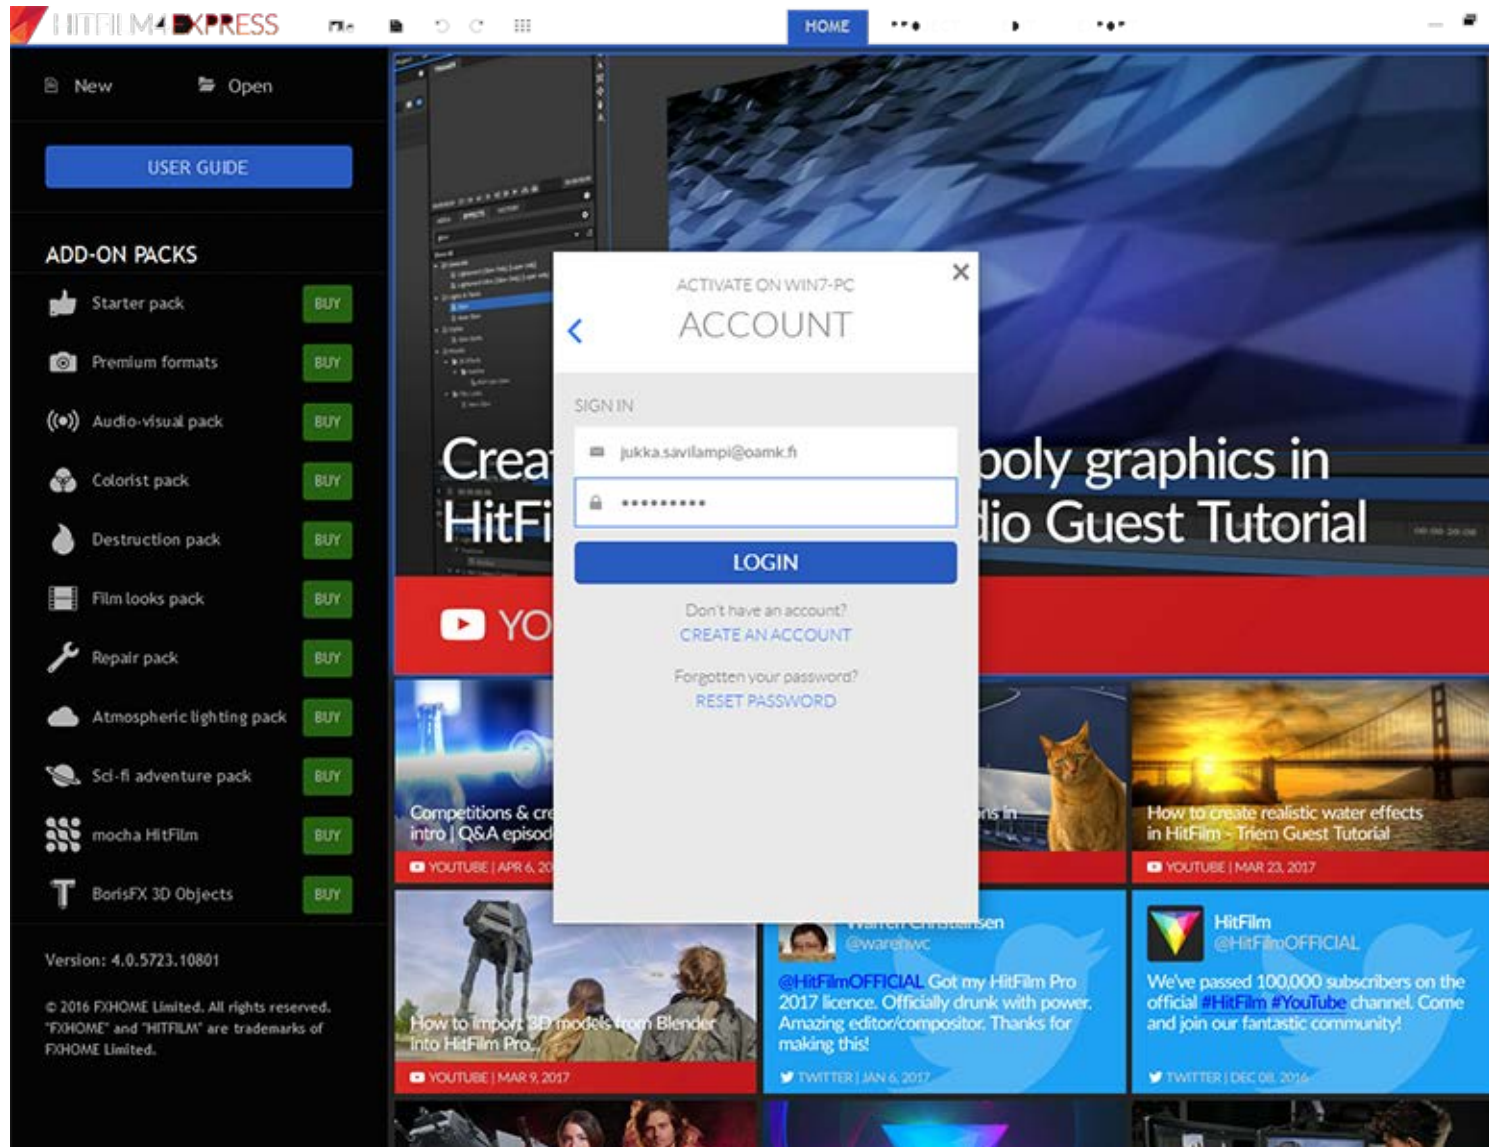 HITFILM 4 EXPRESS
HOME
New
Open
USER GUIDE
ADD-ON PACKS
Starter pack BUY
Premium formats BUY
Audio-visual pack BUY
Colorist pack BUY
Destruction pack BUY
Film looks pack BUY
Repair pack BUY
Atmospheric lighting pack BUY
Sci-fi adventure pack BUY
mocha HitFilm BUY
BorisFX 3D Objects BUY
Version: 4.0.5723.10801
© 2016 FXHOME Limited. All rights reserved.
"FXHOME" and "HITFILM" are trademarks of
FXHOME Limited.
Crea poly graphics in
HitFi dio Guest Tutorial
YO
ACTIVATE ON WIN7-PC
ACCOUNT
SIGN IN
jukka.savilampi@oamk.fi
•••••••••
LOGIN
Don't have an account?
CREATE AN ACCOUNT
Forgotten your password?
RESET PASSWORD
Competitions & cre
intro | Q&A episod
YOUTUBE | APR 6, 20
ns in
How to create realistic water effects
in HitFilm - Triem Guest Tutorial
YOUTUBE | MAR 23, 2017
How to import 3D models from Blender
into HitFilm Pro...
YOUTUBE | MAR 9, 2017
Warren Christiansen
@warenwc
@HitFilmOFFICIAL Got my HitFilm Pro
2017 licence. Officially drunk with power.
Amazing editor/compositor. Thanks for
making this!
TWITTER | JAN 6, 2017
HitFilm
@HitFilmOFFICIAL
We've passed 100,000 subscribers on the
official #HitFilm #YouTube channel. Come
and join our fantastic community!
TWITTER | DEC 08, 2016